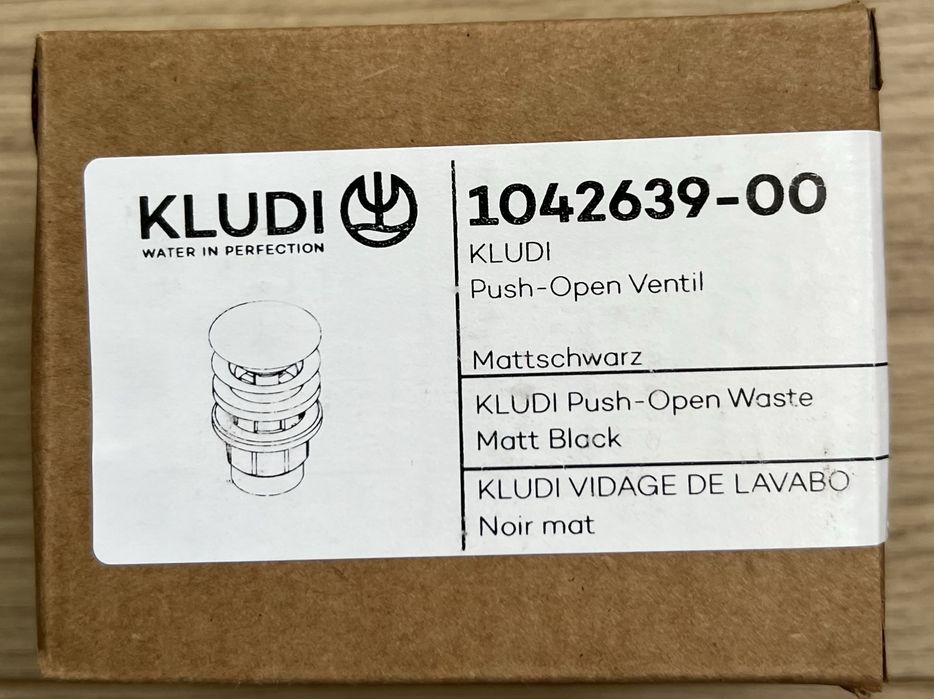 KLUDI
WATER IN PERFECTION
1042639-00
KLUDI
Push-Open Ventil
Mattschwarz
KLUDI Push-Open Waste
Matt Black
KLUDI VIDAGE DE LAVABO
Noir mat